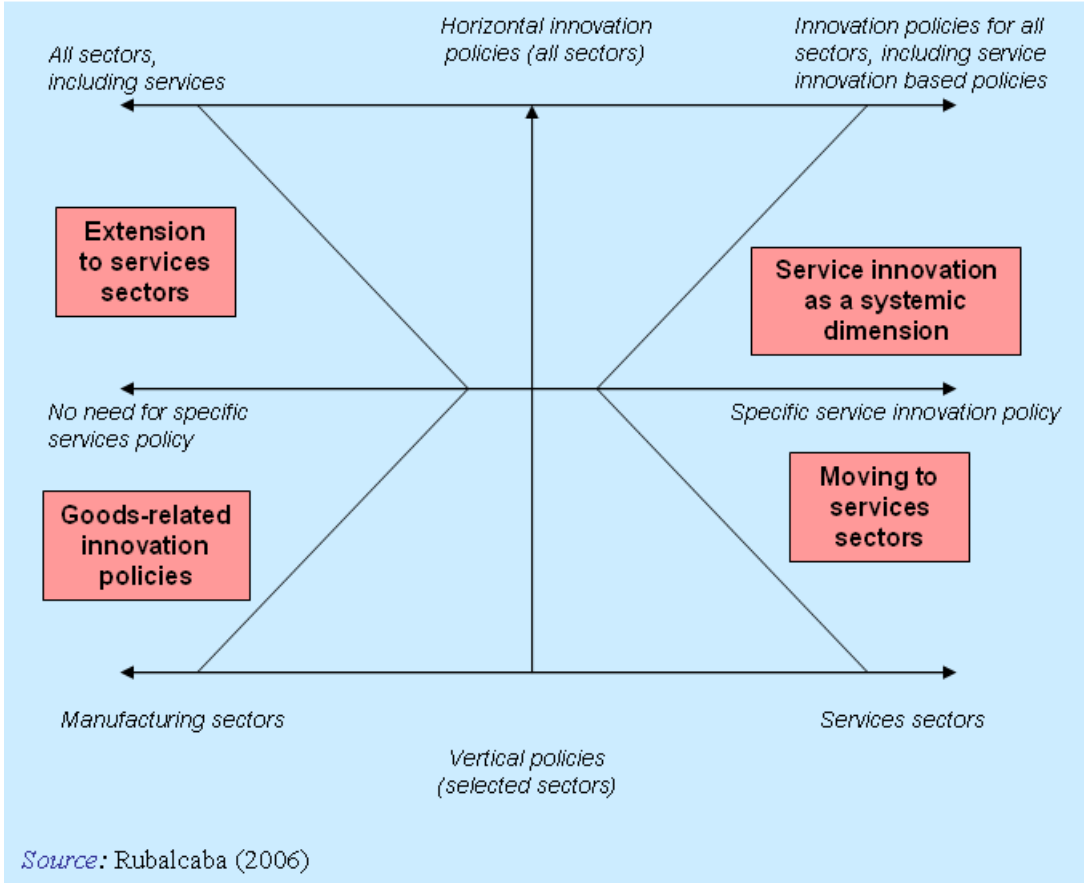 All sectors,
including services
Horizontal innovation
policies (all sectors)
Innovation policies for all
sectors, including service
innovation based policies
Extension
to services
sectors
Service innovation
as a systemic
dimension
No need for specific
services policy
Specific service innovation policy
Goods-related
innovation
policies
Moving to
services
sectors
Manufacturing sectors
Services sectors
Vertical policies
(selected sectors)
Source: Rubalcaba (2006)